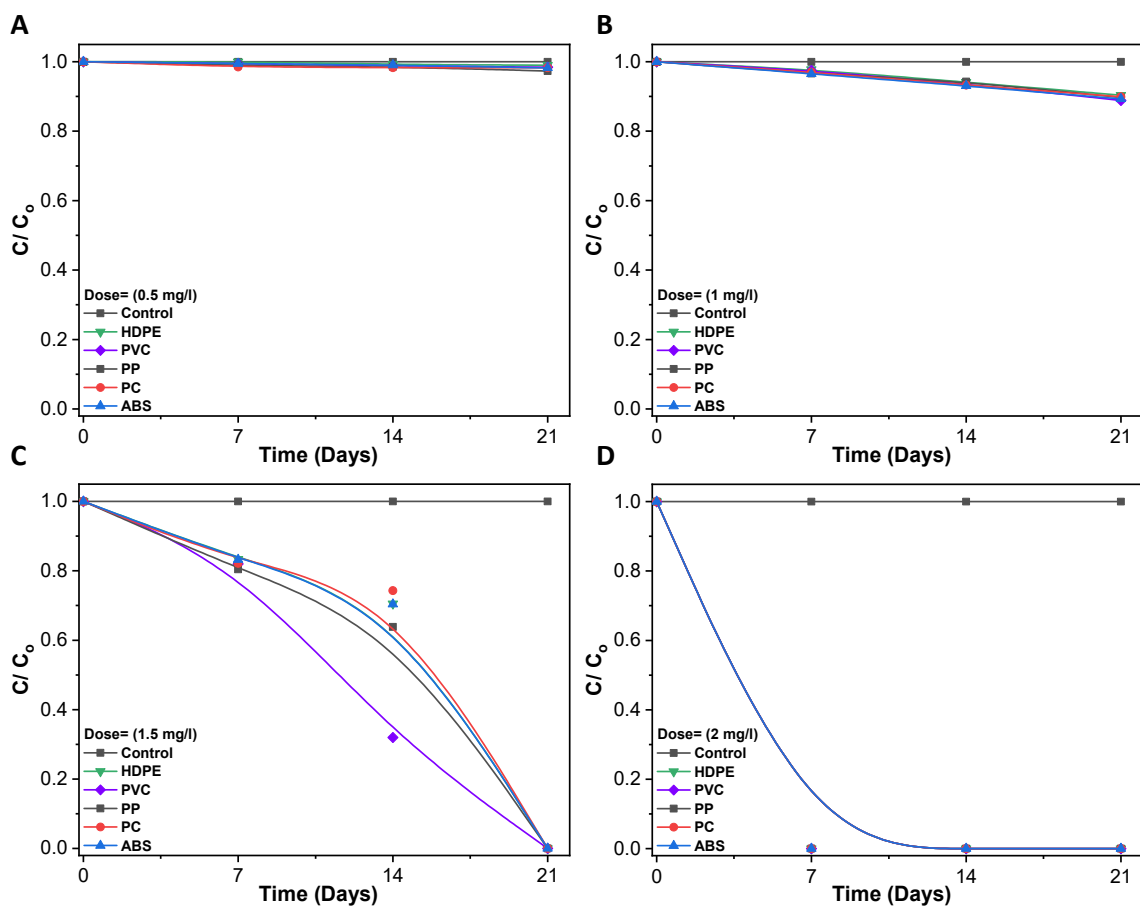 A
1.0
0.8
0.6
0.4
0.2
0.0
C/ Co
Dose= (0.5 mg/l)
Control
HDPE
PVC
PP
PC
ABS
0 7 14 21
Time (Days)
B
1.0
0.8
0.6
0.4
0.2
0.0
C/ Co
Dose= (1 mg/l)
Control
HDPE
PVC
PP
PC
ABS
0 7 14 21
Time (Days)
C
1.0
0.8
0.6
0.4
0.2
0.0
C/ Co
Dose= (1.5 mg/l)
Control
HDPE
PVC
PP
PC
ABS
0 7 14 21
Time (Days)
D
1.0
0.8
0.6
0.4
0.2
0.0
C/ Co
Dose= (2 mg/l)
Control
HDPE
PVC
PP
PC
ABS
0 7 14 21
Time (Days)